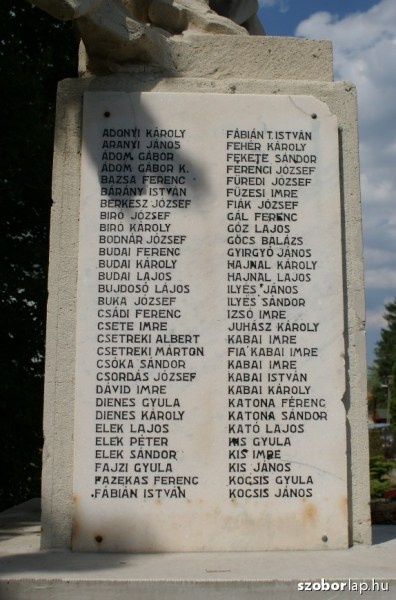 ADONYI KÁROLY
ARANYI JÁNOS
ÁDOM GÁBOR
ÁDOM GÁBOR K.
BAZSA FERENC
BÁRÁNY ISTVÁN
BERKESZ JÓZSEF
BIRÓ JÓZSEF
BIRÓ KÁROLY
BODNÁR JÓZSEF
BUDAI FERENC
BUDAI KÁROLY
BUDAI LAJOS
BUJDOSÓ LAJOS
BUKA JÓZSEF
CSÁDI FERENC
CSETE IMRE
CSETREKI ALBERT
CSETREKI MÁRTON
CSÓKA SÁNDOR
CSORDÁS JÓZSEF
DÁVID IMRE
DIENES GYULA
DIENES KÁROLY
ELEK LAJOS
ELEK PÉTER
ELEK SÁNDOR
FAJZI GYULA
FAZEKAS FERENC
FÁBIÁN ISTVÁN
FÁBIÁN T. ISTVÁN
FEHÉR KÁROLY
FEKETE SÁNDOR
FERENCI JÓZSEF
FÜREDI JÓZSEF
FÜZESI IMRE
FIÁK JÓZSEF
GÁL FERENC
GÓZ LAJOS
GÖCS BALÁZS
GYIRGYÓ JÁNOS
HAJNAL KÁROLY
HAJNAL LAJOS
ILYÉS JÁNOS
ILYÉS SÁNDOR
IZSÓ IMRE
JUHÁSZ KÁROLY
KABAI IMRE
FIA KABAI IMRE
KABAI IMRE
KABAI ISTVÁN
KABAI KÁROLY
KATONA FERENC
KATONA SÁNDOR
KATÓ LAJOS
KIS GYULA
KIS IMRE
KIS JÁNOS
KOCSIS GYULA
KOCSIS JÁNOS
szoborlap.hu